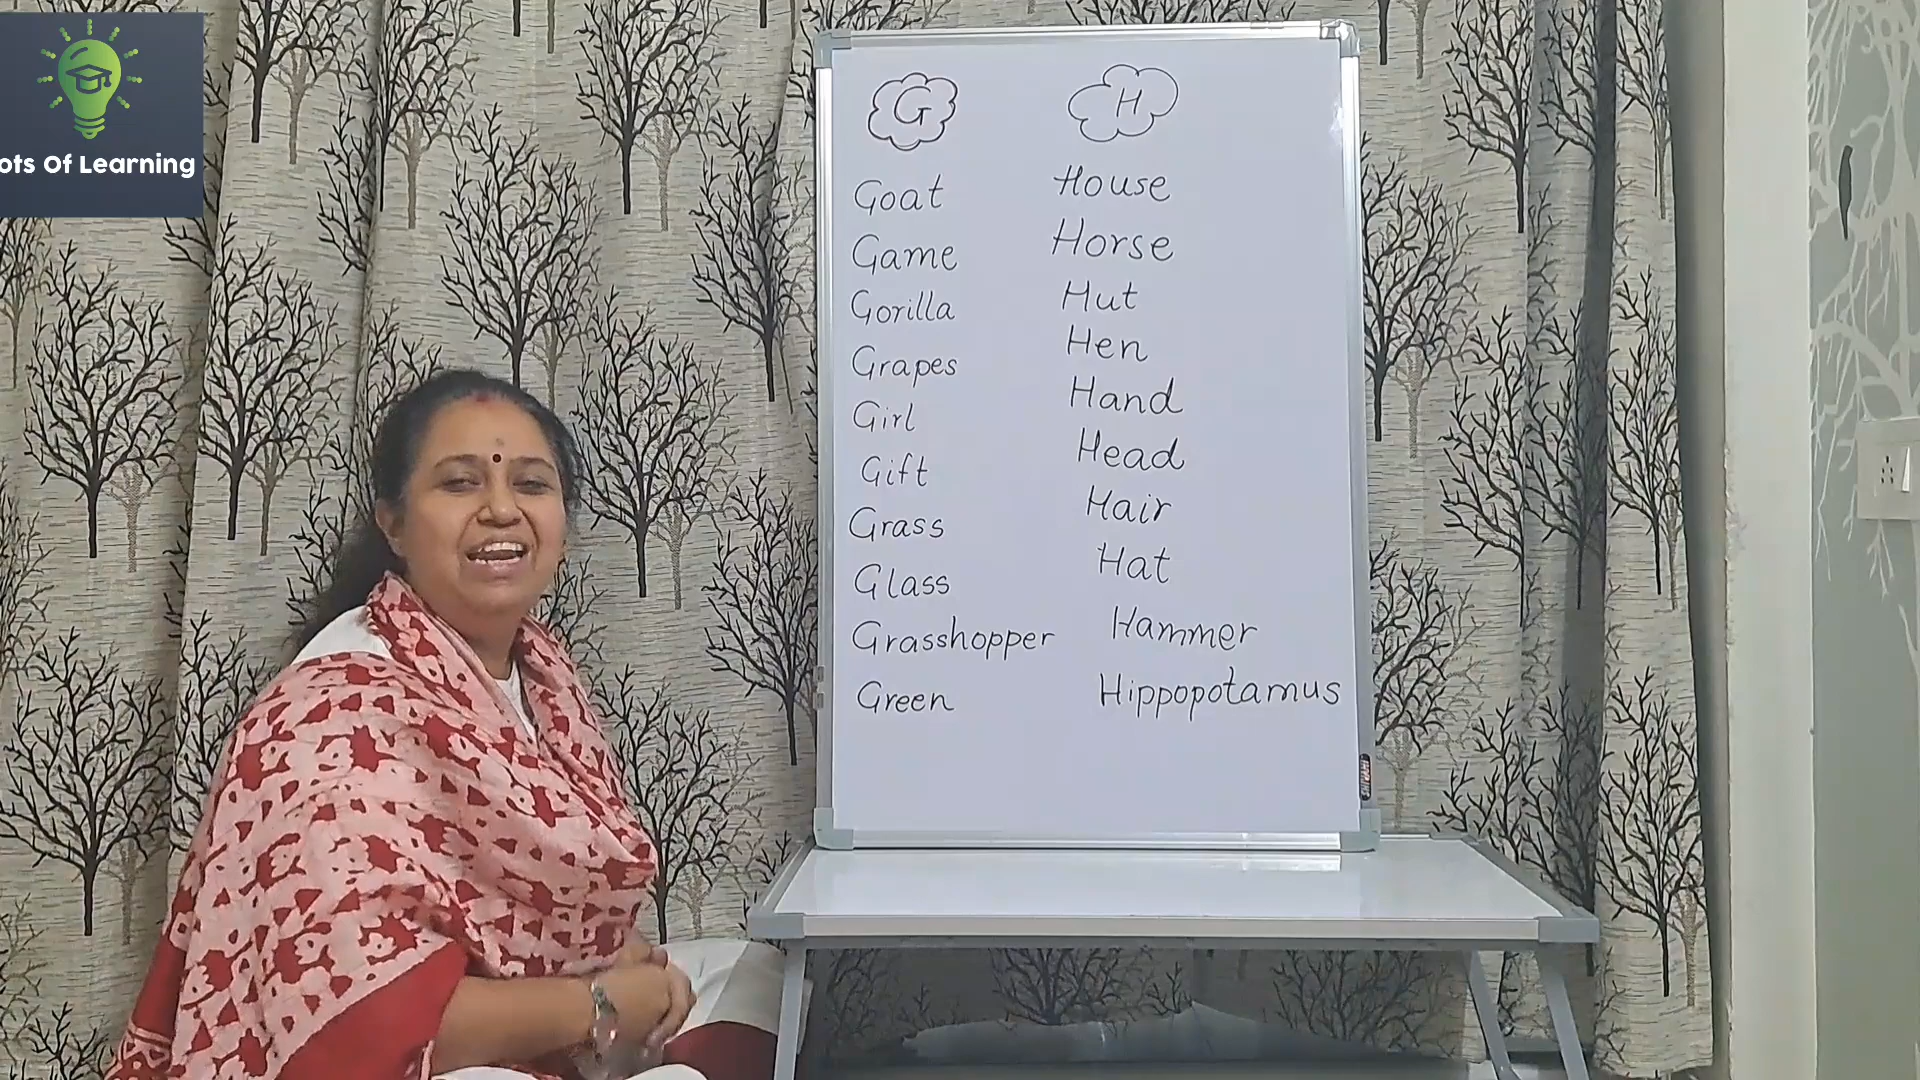 ots Of Learning
G
Goat
Game
Gorilla
Grapes
Girl
Gift
Grass
Glass
Grasshopper
Green
H
House
Horse
Hut
Hen
Hand
Head
Hair
Hat
Hammer
Hippopotamus